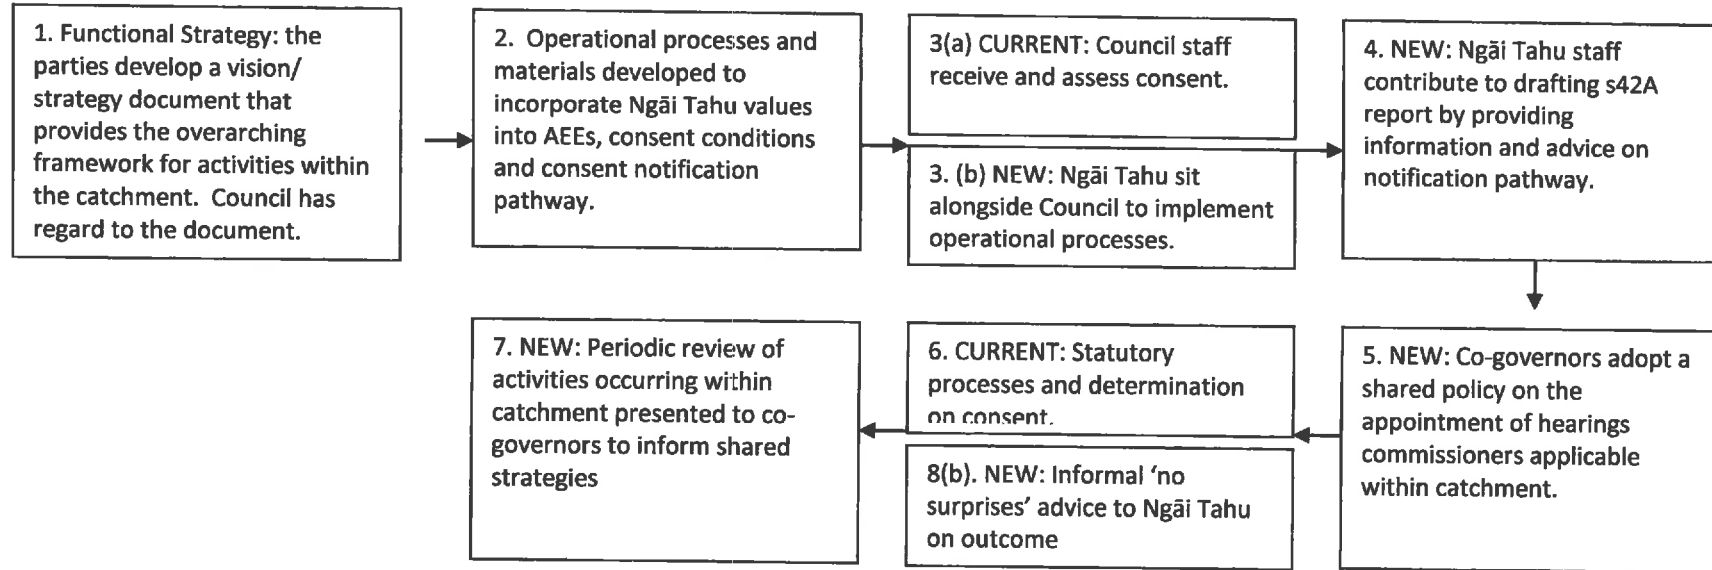 1. Functional Strategy: the
parties develop a vision/
strategy document that
provides the overarching
framework for activities within
the catchment. Council has
regard to the document.
2. Operational processes and
materials developed to
incorporate Ngāi Tahu values
into AEEs, consent conditions
and consent notification
pathway.
3(a) CURRENT: Council staff
receive and assess consent.
3. (b) NEW: Ngāi Tahu sit
alongside Council to implement
operational processes.
4. NEW: Ngāi Tahu staff
contribute to drafting s42A
report by providing
information and advice on
notification pathway.
5. NEW: Co-governors adopt a
shared policy on the
appointment of hearings
commissioners applicable
within catchment.
6. CURRENT: Statutory
processes and determination
on consent.
8(b). NEW: Informal ‘no
surprises’ advice to Ngāi Tahu
on outcome
7. NEW: Periodic review of
activities occurring within
catchment presented to co-
governors to inform shared
strategies